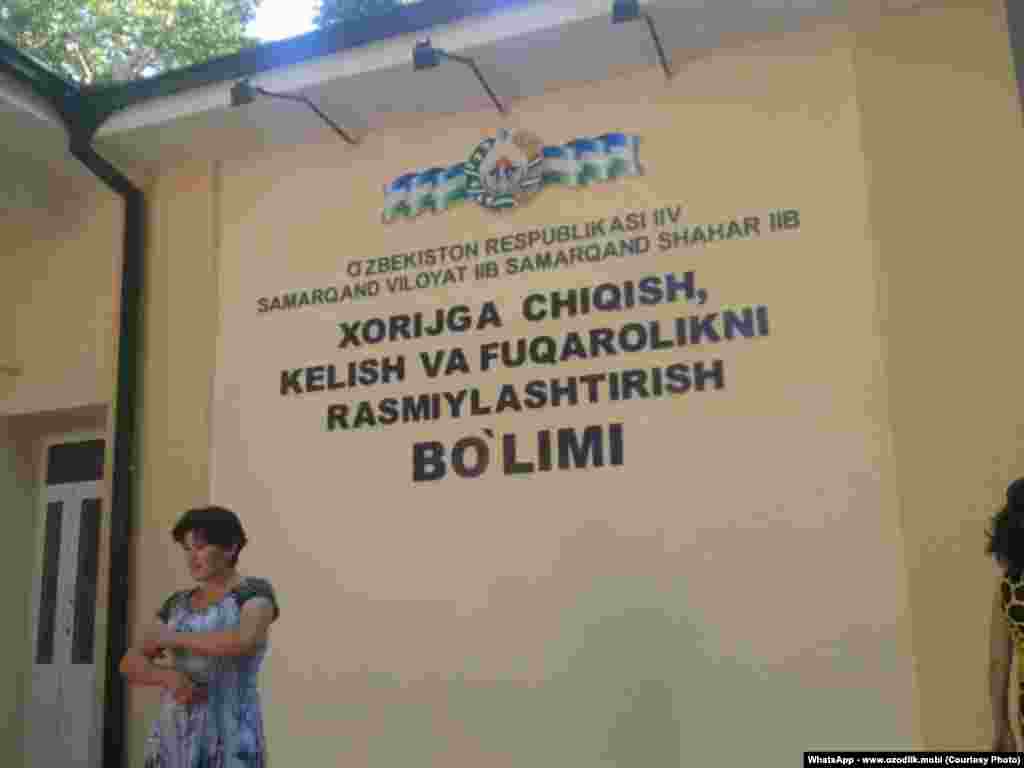 O'ZBEKISTON RESPUBLIKASI IIV
SAMARQAND VILOYAT IIB SAMARQAND SHAHAR IIB
XORIJGA CHIQISH,
KELISH VA FUQAROLIKNI
RASMIYLASHTIRISH
BO`LIMI
WhatsApp - www.ozodlik.mobi (Courtesy Photo)